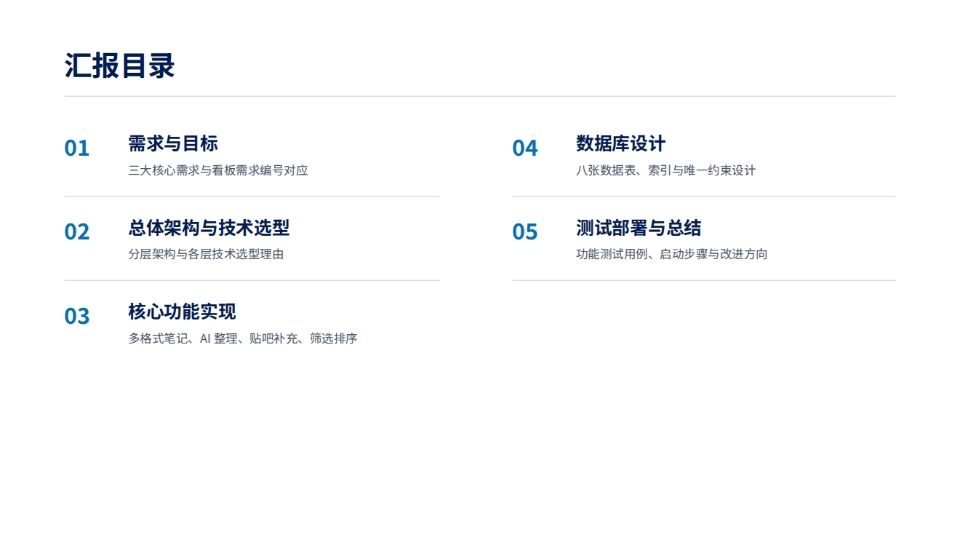 汇报目录
01
需求与目标
三大核心需求与看板需求编号对应
02
总体架构与技术选型
分层架构与各层技术选型理由
03
核心功能实现
多格式笔记、AI 整理、贴吧补充、筛选排序
04
数据库设计
八张数据表、索引与唯一约束设计
05
测试部署与总结
功能测试用例、启动步骤与改进方向